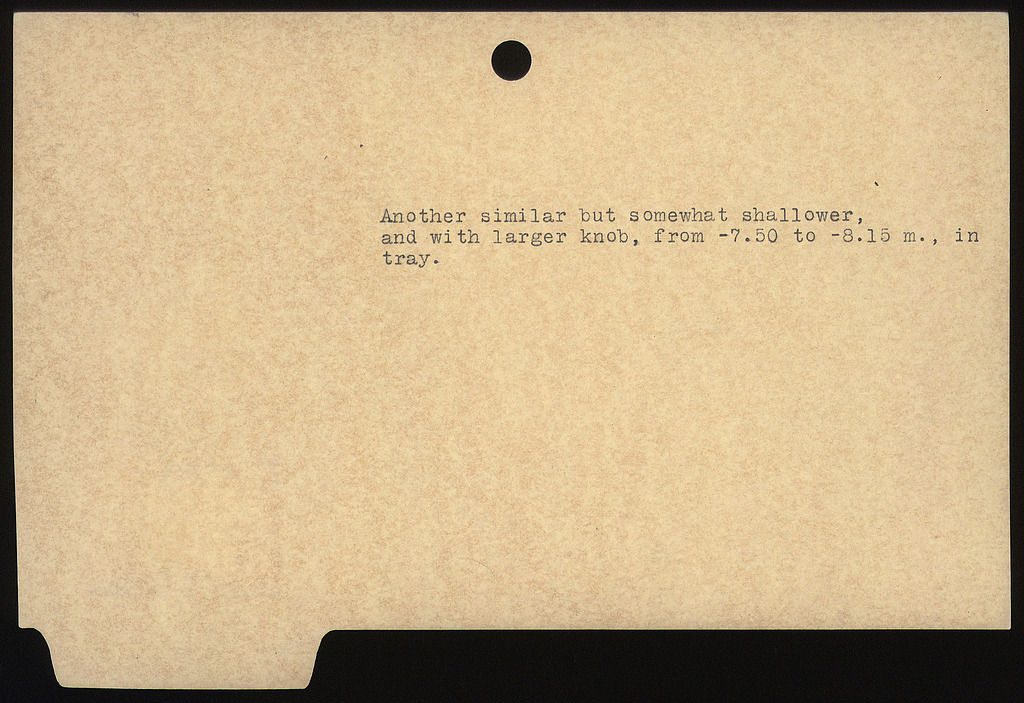 Another similar but somewhat shallower,
and with larger knob, from -7.50 to -8.15 m., in
tray.